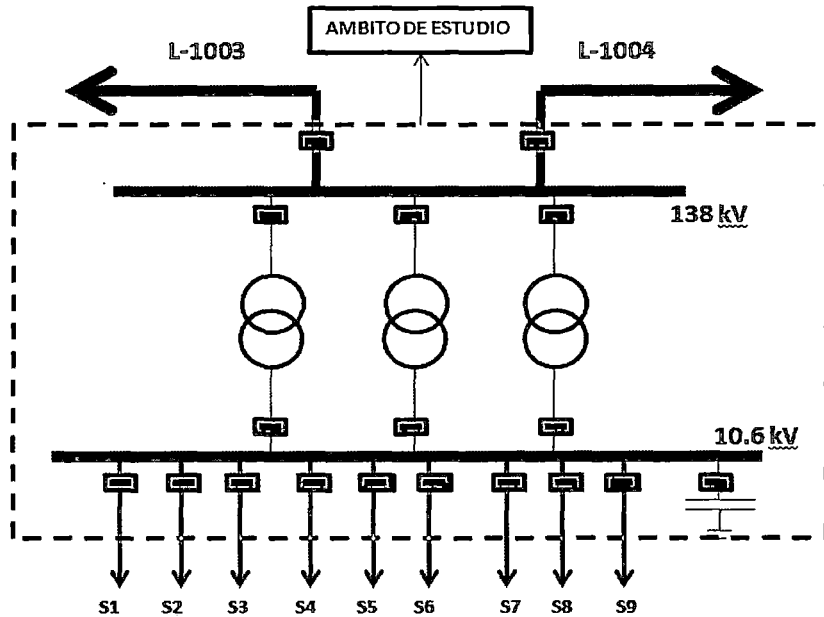 AMBITO DE ESTUDIO
L-1003
L-1004
138 kV
10.6 kV
S1 S2 S3 S4 S5 S6 S7 S8 S9